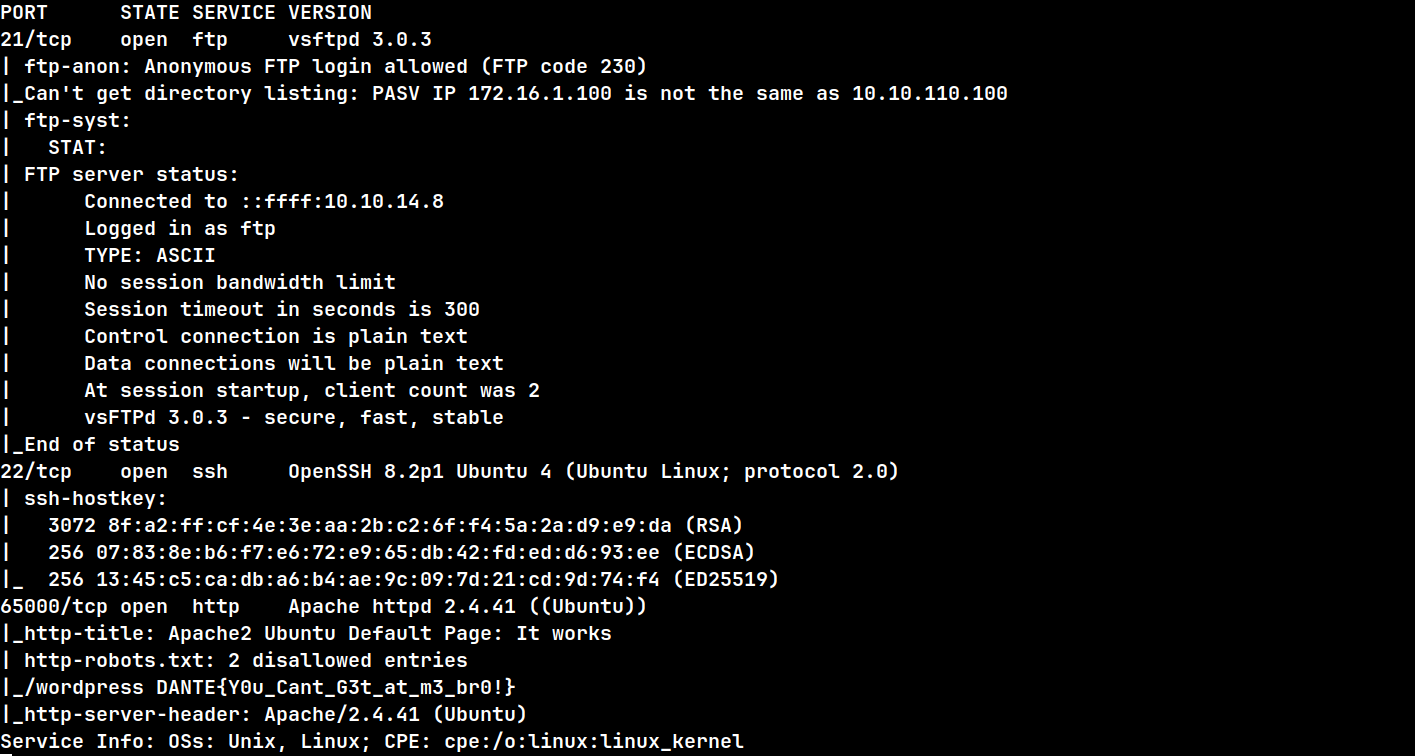 PORT      STATE SERVICE VERSION
21/tcp    open  ftp     vsftpd 3.0.3
| ftp-anon: Anonymous FTP login allowed (FTP code 230)
|_Can't get directory listing: PASV IP 172.16.1.100 is not the same as 10.10.110.100
| ftp-syst:
|   STAT:
| FTP server status:
|      Connected to ::ffff:10.10.14.8
|      Logged in as ftp
|      TYPE: ASCII
|      No session bandwidth limit
|      Session timeout in seconds is 300
|      Control connection is plain text
|      Data connections will be plain text
|      At session startup, client count was 2
|      vsFTPd 3.0.3 - secure, fast, stable
|_End of status
22/tcp    open  ssh     OpenSSH 8.2p1 Ubuntu 4 (Ubuntu Linux; protocol 2.0)
| ssh-hostkey:
|   3072 8f:a2:ff:cf:4e:3e:aa:2b:c2:6f:f4:5a:2a:d9:e9:da (RSA)
|   256 07:83:8e:b6:f7:e6:72:e9:65:db:42:fd:ed:d6:93:ee (ECDSA)
|_  256 13:45:c5:ca:db:a6:b4:ae:9c:09:7d:21:cd:9d:74:f4 (ED25519)
65000/tcp open  http    Apache httpd 2.4.41 ((Ubuntu))
|_http-title: Apache2 Ubuntu Default Page: It works
| http-robots.txt: 2 disallowed entries
|_/wordpress DANTE{Y0u_Cant_G3t_at_m3_br0!}
|_http-server-header: Apache/2.4.41 (Ubuntu)
Service Info: OSs: Unix, Linux; CPE: cpe:/o:linux:linux_kernel